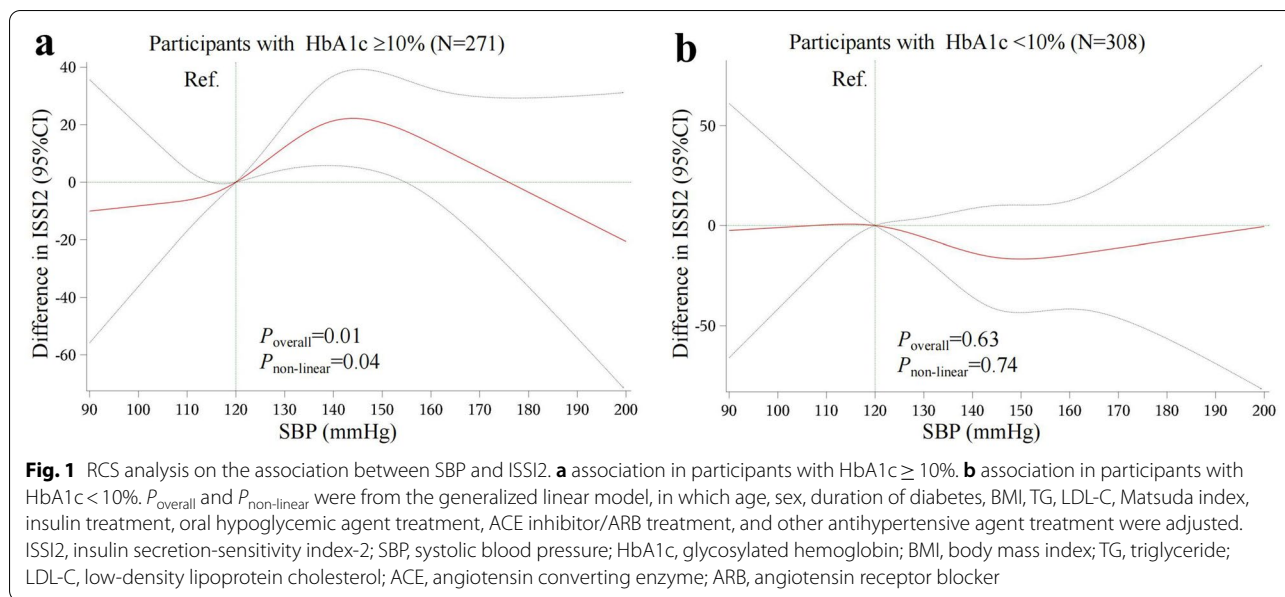 a
Participants with HbA1c ≥10% (N=271)
Ref.
Difference in ISSI2 (95%CI)
40
20
0
-20
-40
-60
P overall=0.01
P non-linear=0.04
90 100 110 120 130 140 150 160 170 180 190 200
SBP (mmHg)
b
Participants with HbA1c <10% (N=308)
Ref.
Difference in ISSI2 (95%CI)
50
0
-50
P overall=0.63
P non-linear=0.74
90 100 110 120 130 140 150 160 170 180 190 200
SBP (mmHg)
Fig. 1 RCS analysis on the association between SBP and ISSI2. a association in participants with HbA1c ≥ 10%. b association in participants with
HbA1c < 10%. P overall and P non-linear were from the generalized linear model, in which age, sex, duration of diabetes, BMI, TG, LDL-C, Matsuda index,
insulin treatment, oral hypoglycemic agent treatment, ACE inhibitor/ARB treatment, and other antihypertensive agent treatment were adjusted.
ISSI2, insulin secretion-sensitivity index-2; SBP, systolic blood pressure; HbA1c, glycosylated hemoglobin; BMI, body mass index; TG, triglyceride;
LDL-C, low-density lipoprotein cholesterol; ACE, angiotensin converting enzyme; ARB, angiotensin receptor blocker